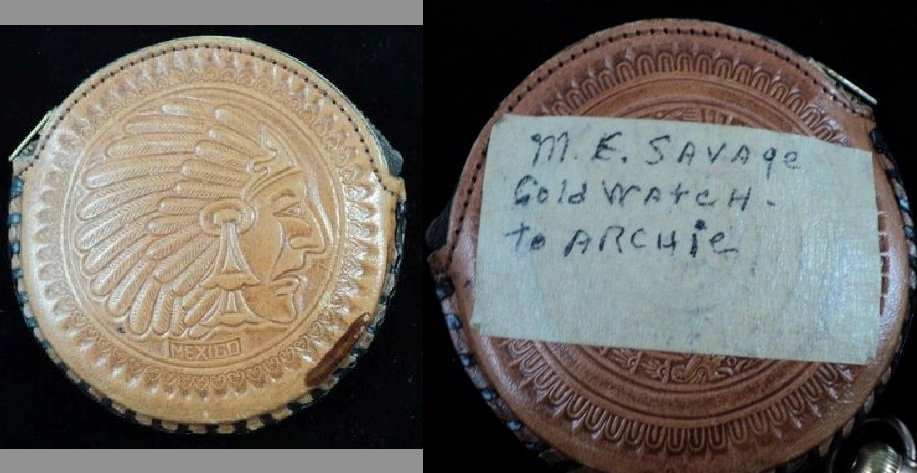 MEXICO
M. E. SAVAge
Gold WATCH-
to ARCHie